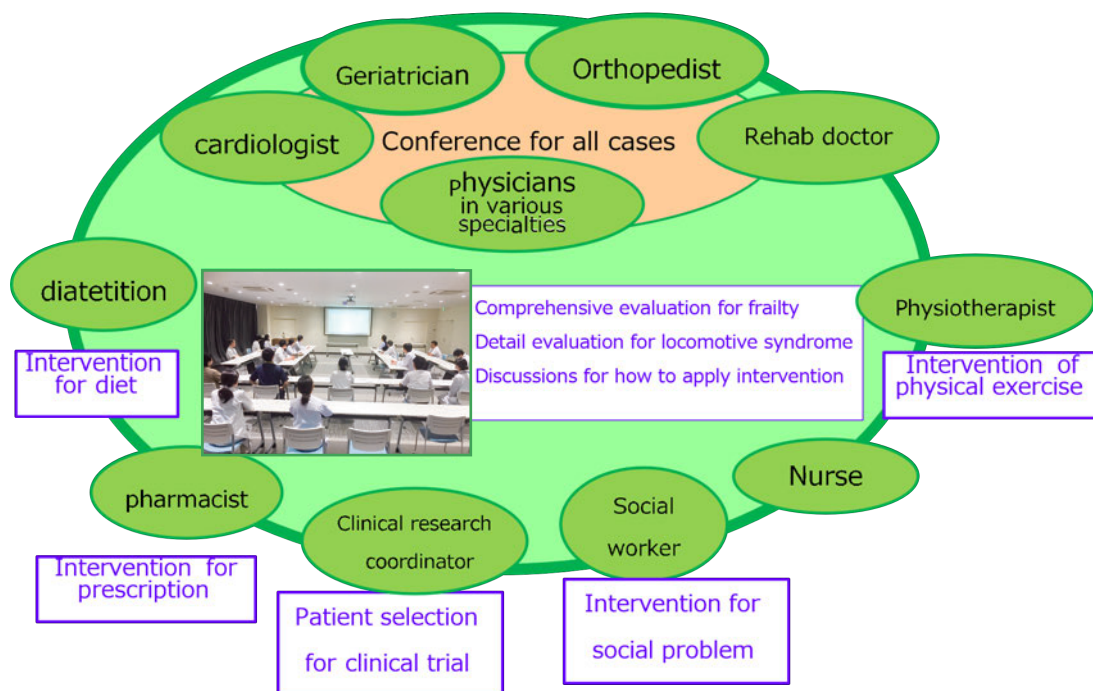 Geriatrician
Orthopedist
cardiologist
Conference for all cases
Rehab doctor
physicians
in various
specialties
diatetition
Comprehensive evaluation for frailty
Detail evaluation for locomotive syndrome
Discussions for how to apply intervention
Physiotherapist
Intervention
for diet
Intervention of
physical exercise
pharmacist
Clinical research
coordinator
Social
worker
Nurse
Intervention for
prescription
Patient selection
for clinical trial
Intervention for
social problem